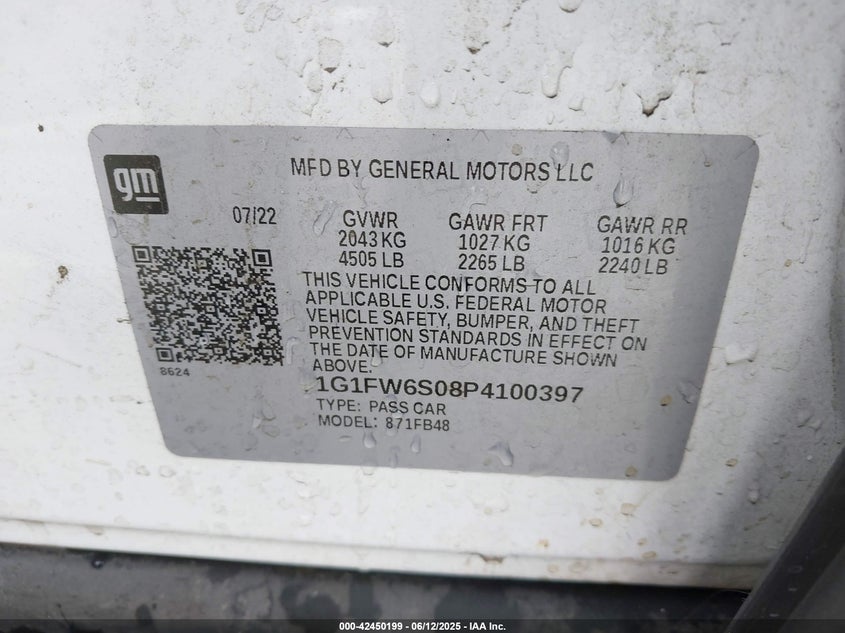 gm
MFD BY GENERAL MOTORS LLC
07/22
GVWR GAWR FRT GAWR RR
2043 KG 1027 KG 1016 KG
4505 LB 2265 LB 2240 LB
THIS VEHICLE CONFORMS TO ALL
APPLICABLE U.S. FEDERAL MOTOR
VEHICLE SAFETY, BUMPER, AND THEFT
PREVENTION STANDARDS IN EFFECT ON
THE DATE OF MANUFACTURE SHOWN
ABOVE.
8624
1G1FW6S08P4100397
TYPE: PASS CAR
MODEL: 871FB48
000-42450199 - 06/12/2025 - IAA Inc.